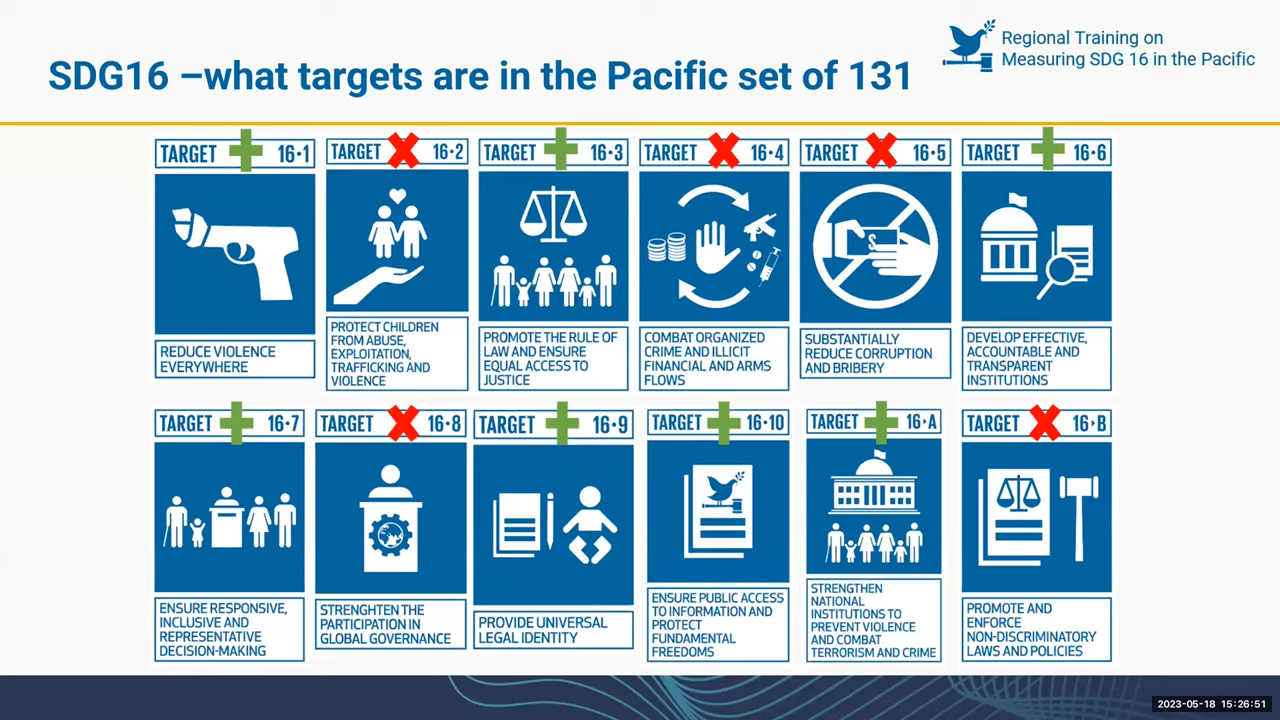 Regional Training on
Measuring SDG 16 in the Pacific
SDG16 –what targets are in the Pacific set of 131
TARGET 16·1
REDUCE VIOLENCE
EVERYWHERE
TARGET 16·2
PROTECT CHILDREN
FROM ABUSE,
EXPLOITATION,
TRAFFICKING AND
VIOLENCE
TARGET 16·3
PROMOTE THE RULE OF
LAW AND ENSURE
EQUAL ACCESS TO
JUSTICE
TARGET 16·4
$
COMBAT ORGANIZED
CRIME AND ILLICIT
FINANCIAL AND ARMS
FLOWS
TARGET 16·5
$
SUBSTANTIALLY
REDUCE CORRUPTION
AND BRIBERY
TARGET 16·6
DEVELOP EFFECTIVE,
ACCOUNTABLE AND
TRANSPARENT
INSTITUTIONS
TARGET 16·7
ENSURE RESPONSIVE,
INCLUSIVE AND
REPRESENTATIVE
DECISION-MAKING
TARGET 16·8
STRENGHTEN THE
PARTICIPATION IN
GLOBAL GOVERNANCE
TARGET 16·9
PROVIDE UNIVERSAL
LEGAL IDENTITY
TARGET 16·10
ENSURE PUBLIC ACCESS
TO INFORMATION AND
PROTECT
FUNDAMENTAL
FREEDOMS
TARGET 16·A
STRENGTHEN
NATIONAL
INSTITUTIONS TO
PREVENT VIOLENCE
AND COMBAT
TERRORISM AND CRIME
TARGET 16·B
PROMOTE AND
ENFORCE
NON-DISCRIMINATORY
LAWS AND POLICIES
2023-05-18 15:26:51